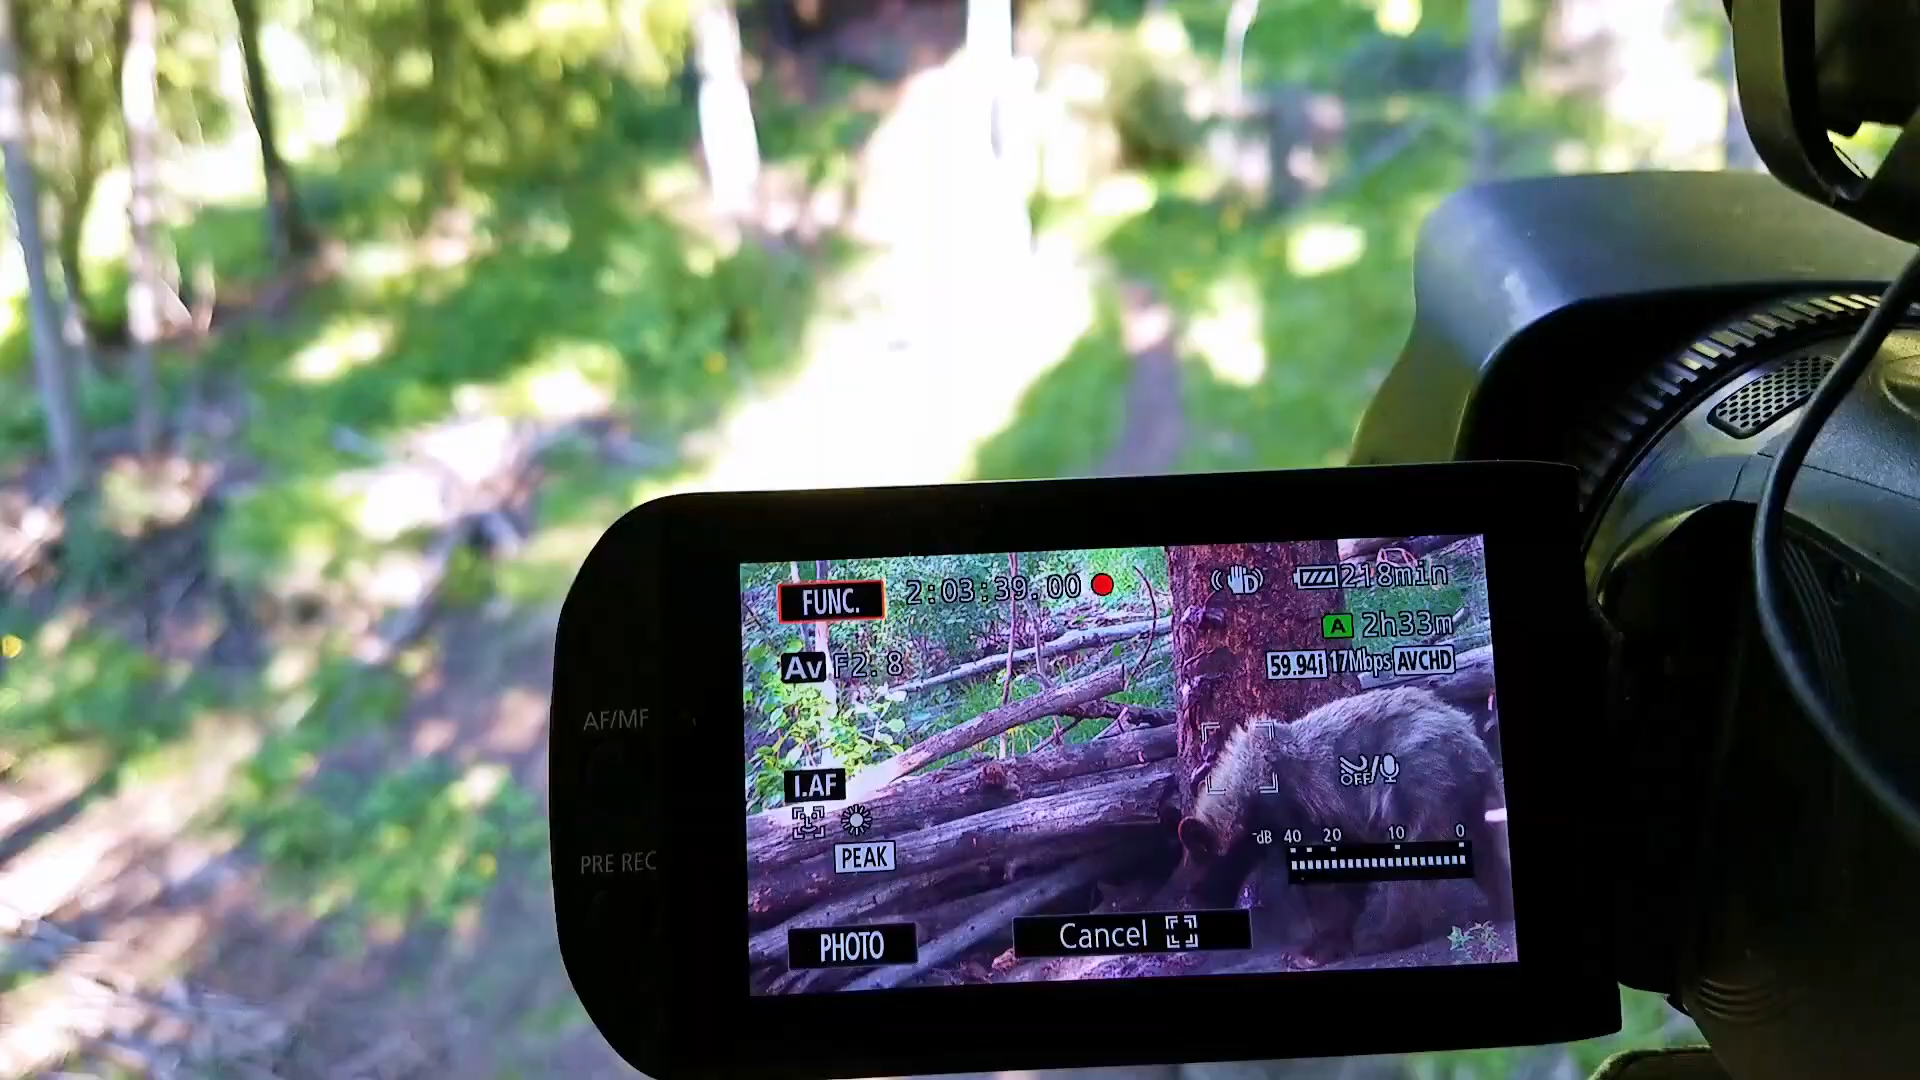 FUNC. 2:03:39.00 218min
A 2h33m
Av F2.8 59.94i 17Mbps AVCHD
AF/MF
I.AF OFF/
-dB 40 20 10 0
PEAK
PRE REC
PHOTO Cancel